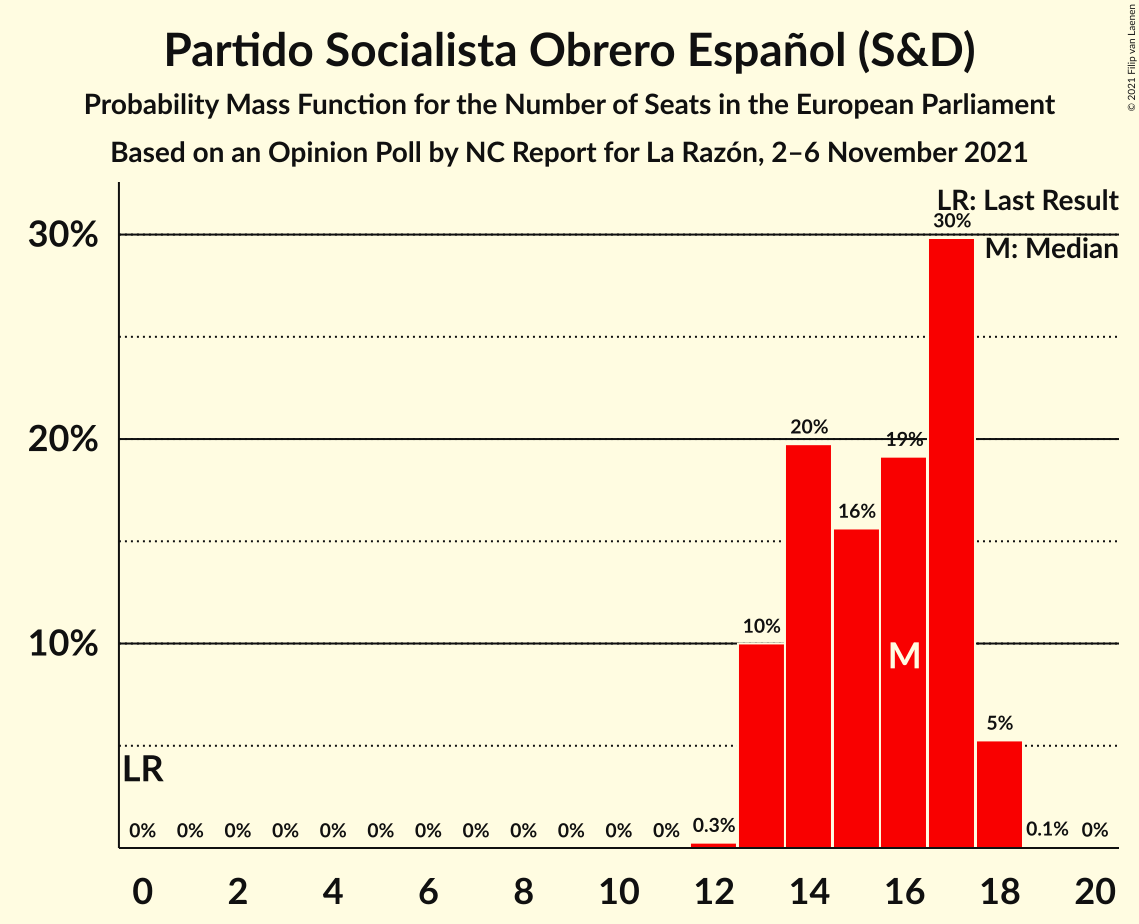 Partido Socialista Obrero Español (S&D)
Probability Mass Function for the Number of Seats in the European Parliament
Based on an Opinion Poll by NC Report for La Razón, 2–6 November 2021
© 2021 Filip van Laenen
LR: Last Result
M: Median
30%
20%
10%
30%
20%
19%
16%
10%
M
5%
LR
0% 0% 0% 0% 0% 0% 0% 0% 0% 0% 0% 0% 0.3% 0.1% 0%
0 2 4 6 8 10 12 14 16 18 20